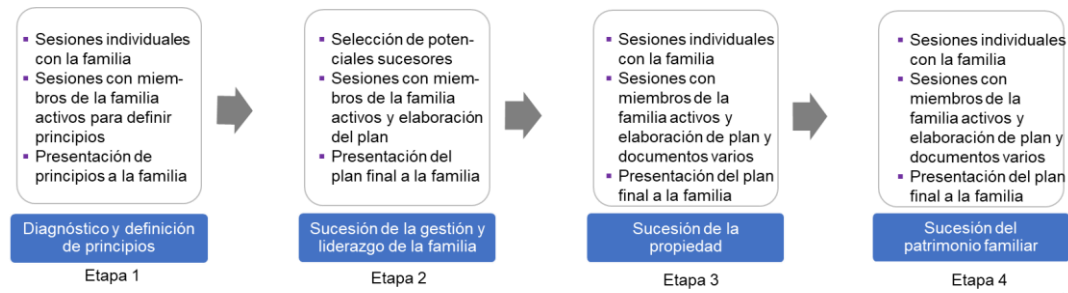 ▪ Sesiones individuales
con la familia
▪ Sesiones con miem-
bros de la familia
activos para definir
principios
▪ Presentación de
principios a la familia
Diagnóstico y definición
de principios
Etapa 1
▪ Selección de poten-
ciales sucesores
▪ Sesiones con miem-
bros de la familia
activos y elaboración
del plan
▪ Presentación del
plan final a la familia
Sucesión de la gestión y
liderazgo de la familia
Etapa 2
▪ Sesiones individuales
con la familia
▪ Sesiones con
miembros de la
familia activos y
elaboración de plan y
documentos varios
▪ Presentación del plan
final a la familia
Sucesión de la
propiedad
Etapa 3
▪ Sesiones individuales
con la familia
▪ Sesiones con
miembros de la
familia activos y
elaboración de plan y
documentos varios
▪ Presentación del plan
final a la familia
Sucesión del
patrimonio familiar
Etapa 4